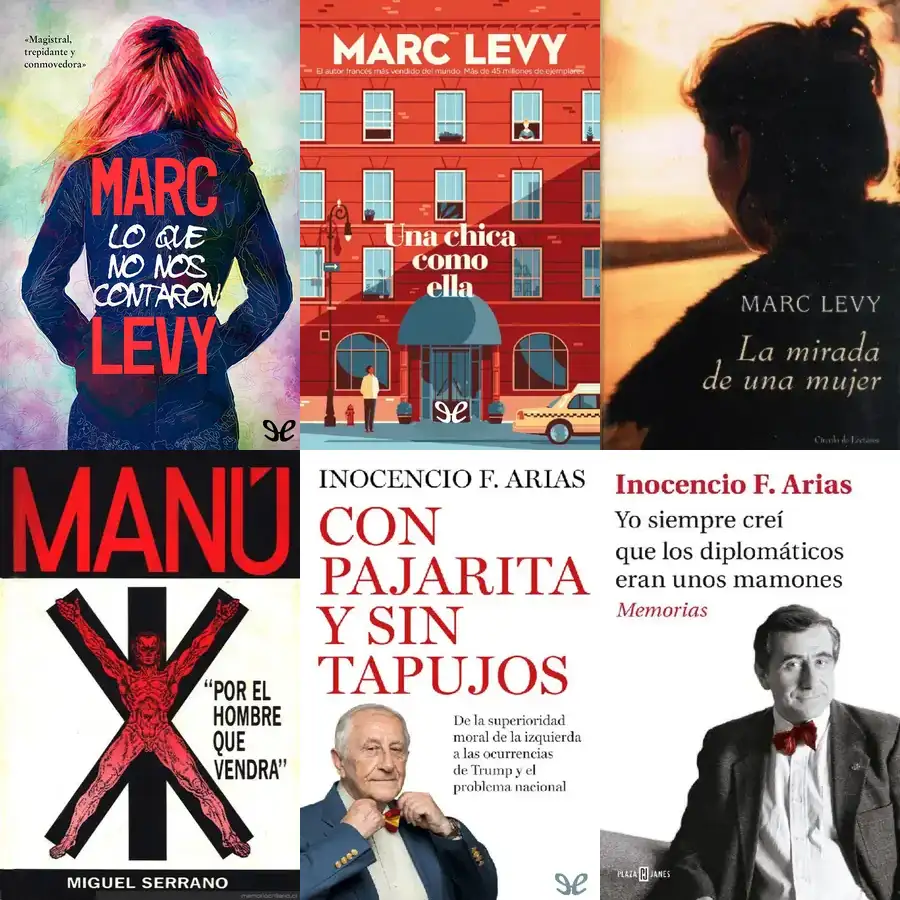 «Magistral,
trepidante y
conmovedora»
MARC
LO QUE
NO NOS
CONTARON
LEVY
MARC LEVY
El autor francés más vendido del mundo. Más de 45 millones de ejemplares
Una chica
como
ella
MARC LEVY
La mirada
de una mujer
Círculo de Lectores
MANÚ
"POR EL
HOMBRE
QUE
VENDRA"
MIGUEL SERRANO
INOCENCIO F. ARIAS
CON
PAJARITA
Y SIN
TAPUJOS
De la superioridad
moral de la izquierda
a las ocurrencias
de Trump y el
problema nacional
Inocencio F. Arias
Yo siempre creí
que los diplomáticos
eran unos mamones
Memorias
PLAZA JANES